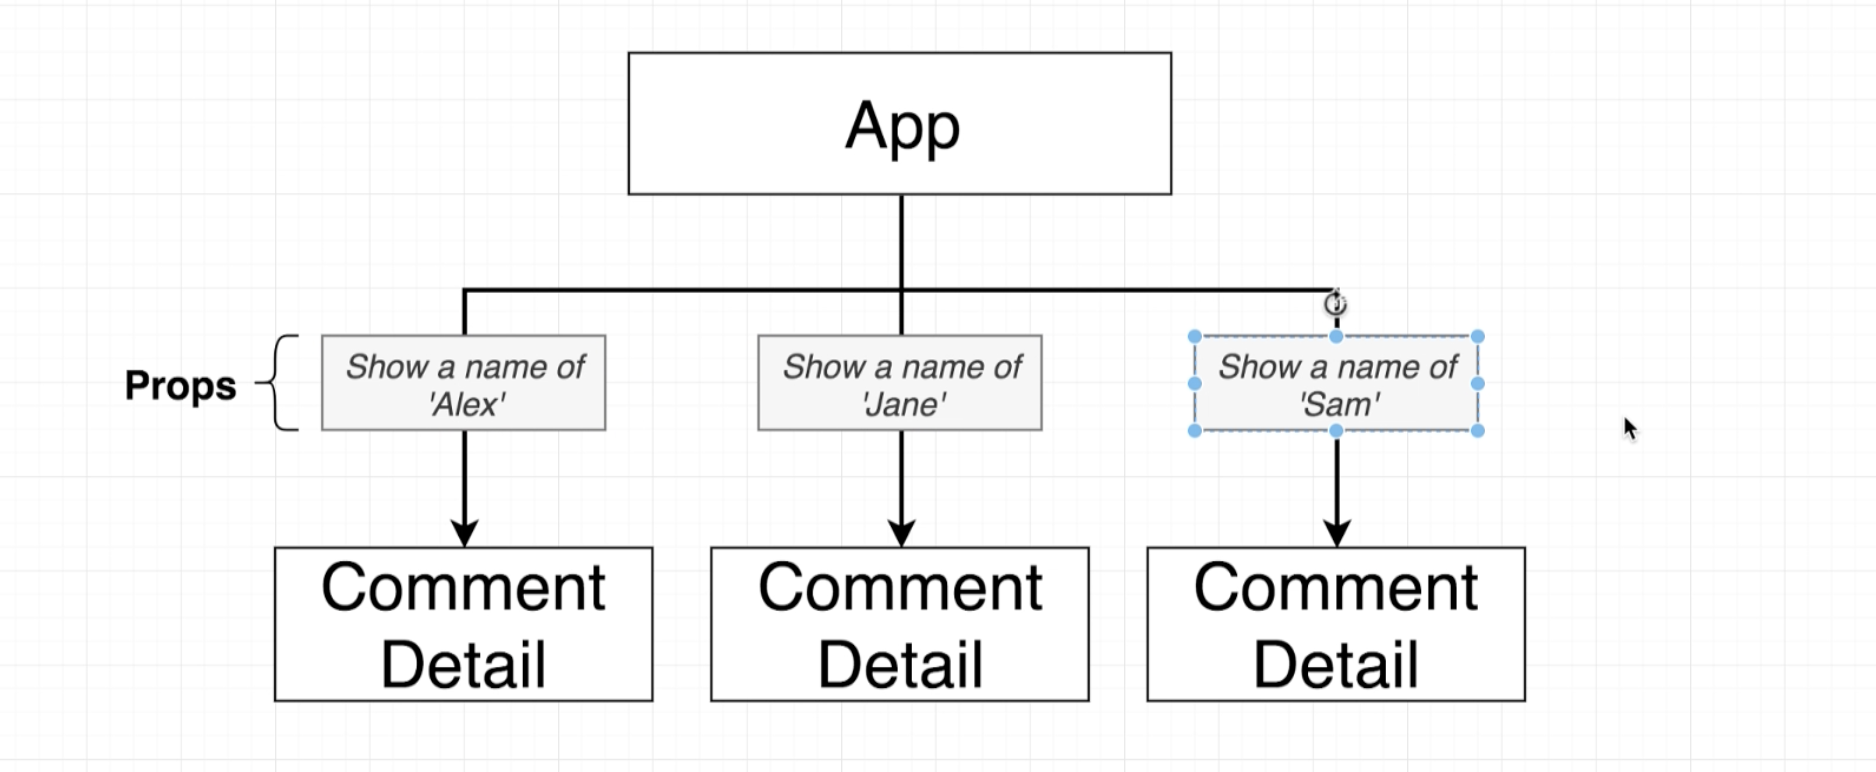 App
Props
Show a name of
'Alex'
Show a name of
'Jane'
Show a name of
'Sam'
Comment
Detail
Comment
Detail
Comment
Detail